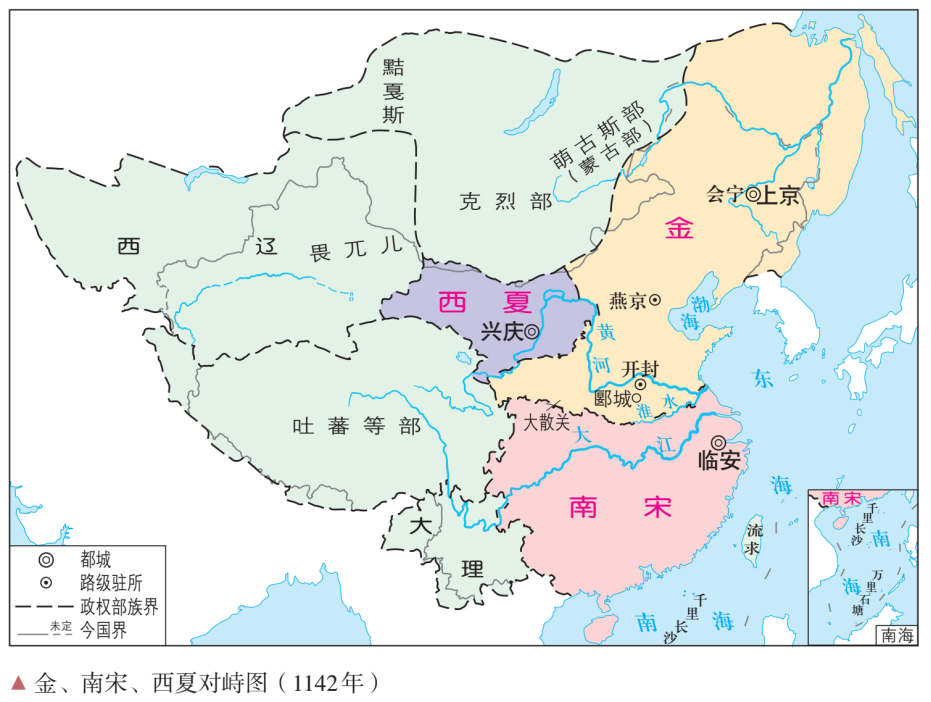 黠戛斯
萌古斯部
(蒙古部)
克烈部
会宁
上京
金
西辽
畏兀儿
西夏
兴庆
燕京
渤海
黄河
开封
郾城
淮水
东海
吐蕃等部
大散关
大江
临安
南宋
大理
流求
南海
千里长沙
南宋
千里长沙
南海
万里石塘
南海
都城
路级驻所
政权部族界
未定
今国界
▲ 金、南宋、西夏对峙图（1142年）